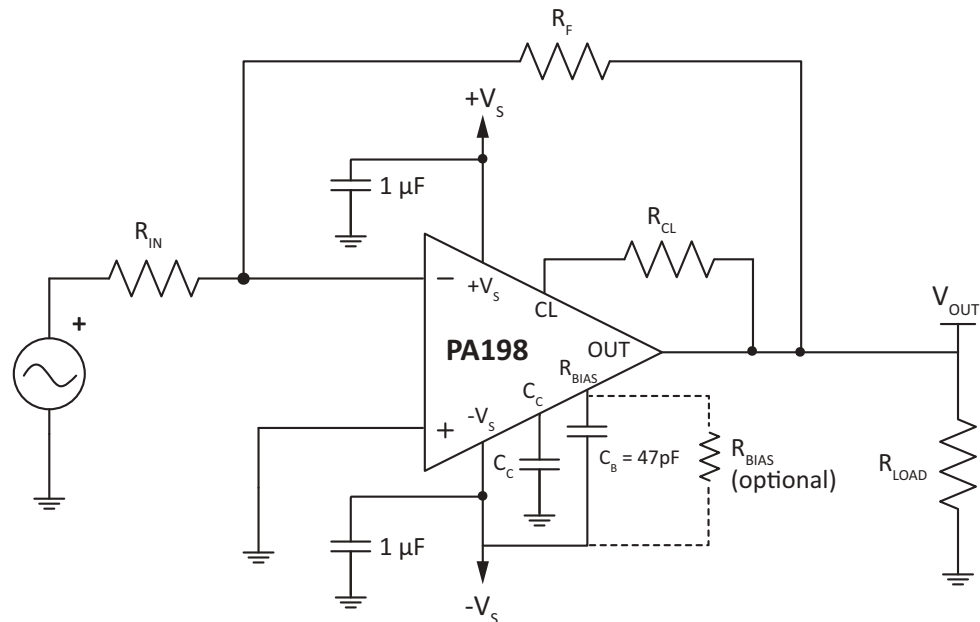 R_F
+V_S
1 µF
R_IN
R_CL
−
+V_S
CL
V_OUT
+
PA198
OUT
R_BIAS
C_C
-V_S
+
C_C
C_B = 47pF
R_BIAS
(optional)
R_LOAD
1 µF
-V_S